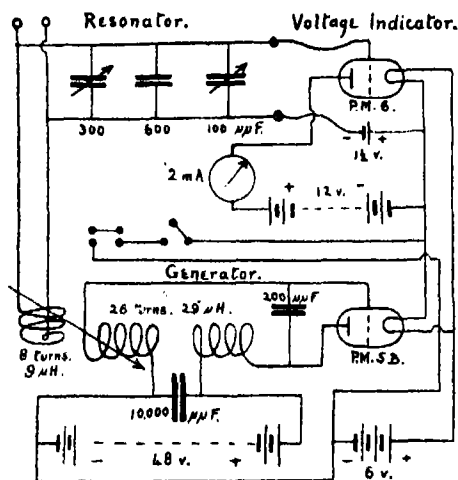 Resonator.
Voltage Indicator.
300
600
100 μμF.
P.M. 6.
- +
1½ v.
2 mA
+ 12 v. -
Generator.
26 turns. 29 μH.
200 μμF
8 turns.
9 μH.
P.M. 5B.
10,000 μμF.
- 48 v. +
- 6 v. +